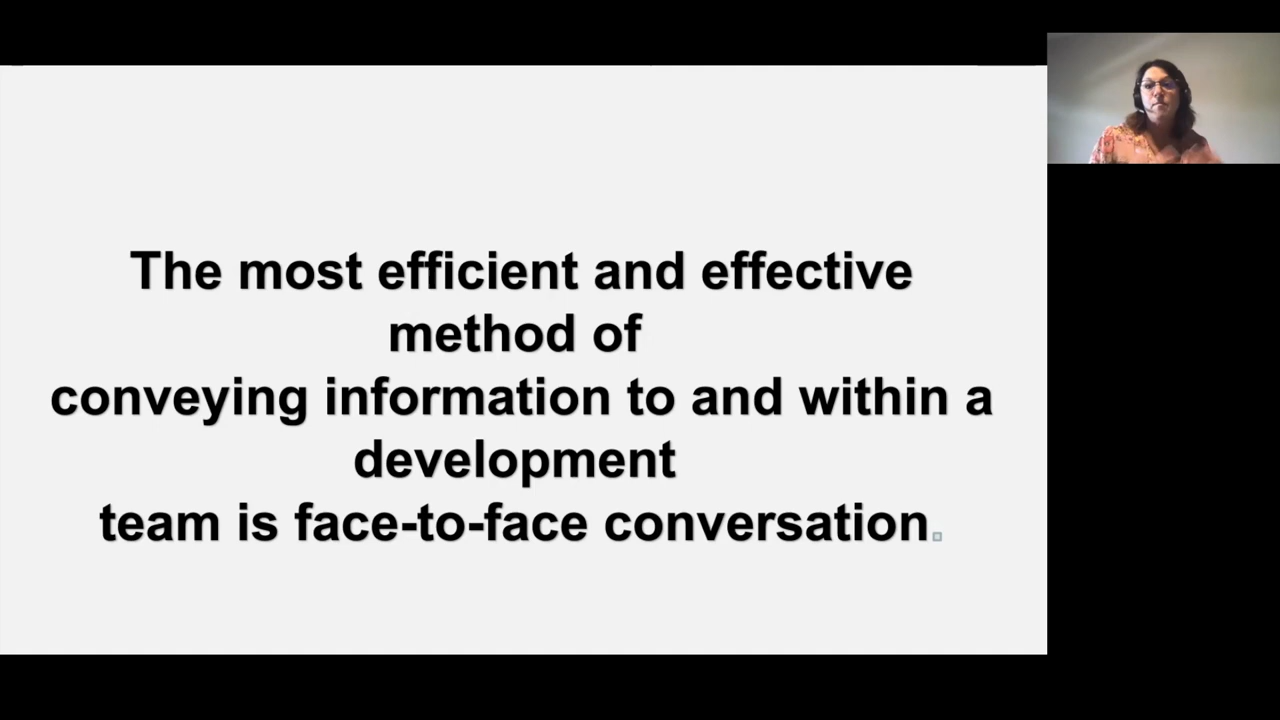 The most efficient and effective
method of
conveying information to and within a
development
team is face-to-face conversation.